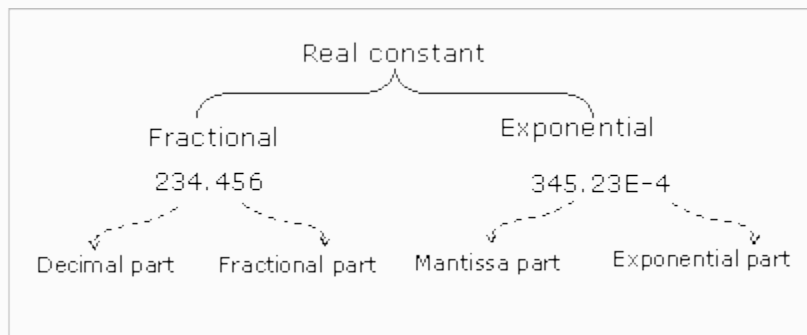 Real constant
Fractional
Exponential
234.456
345.23E-4
Decimal part
Fractional part
Mantissa part
Exponential part